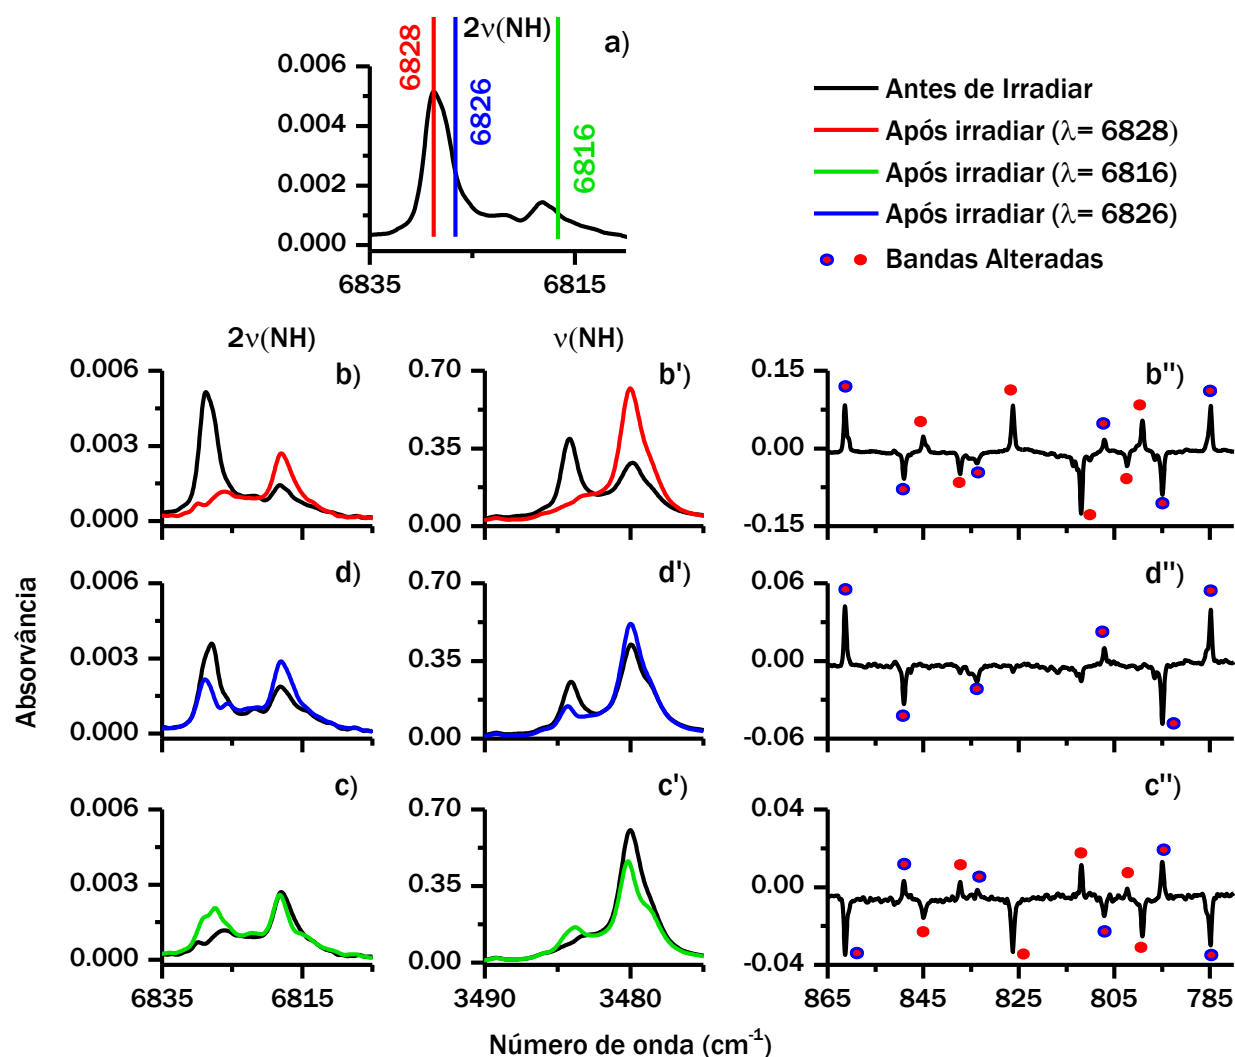 2ν(NH)
a)
6828
6826
6816
0.006
0.004
0.002
0.000
6835
6815
Antes de Irradiar
Após irradiar (λ= 6828)
Após irradiar (λ= 6816)
Após irradiar (λ= 6826)
Bandas Alteradas
2ν(NH)
ν(NH)
b)
0.006
0.003
0.000
b')
0.70
0.35
0.00
b'')
0.15
0.00
-0.15
d)
0.006
0.003
0.000
d')
0.70
0.35
0.00
d'')
0.06
0.00
-0.06
c)
0.006
0.003
0.000
6835
6815
c')
0.70
0.35
0.00
3490
3480
c'')
0.04
0.00
-0.04
865
845
825
805
785
Absorvância
Número de onda (cm-1)